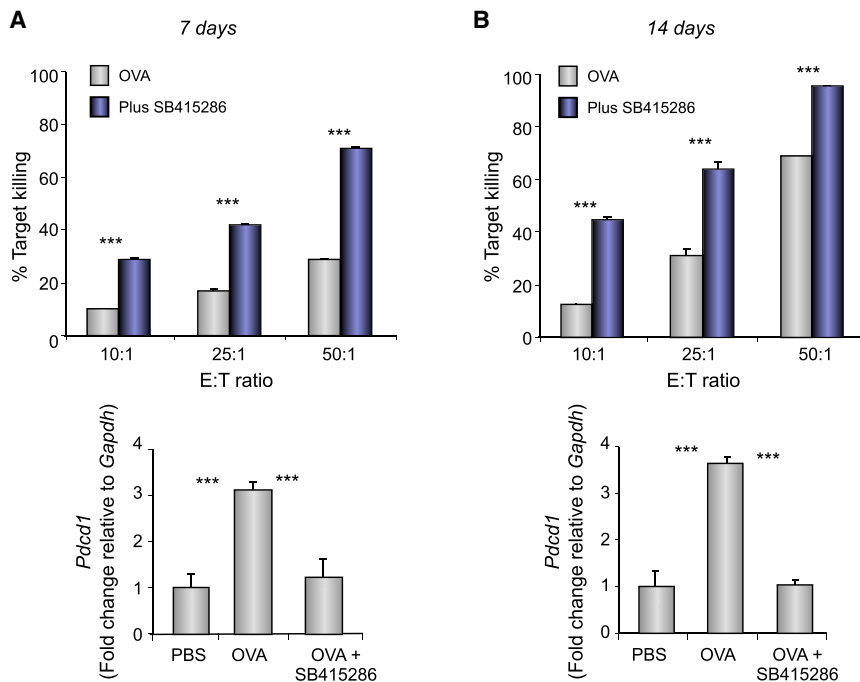 A
7 days
OVA
Plus SB415286
% Target killing
100
80
60
40
20
0
***
***
***
10:1
25:1
50:1
E:T ratio
Pdcd1
(Fold change relative to Gapdh)
4
3
2
1
0
***
***
PBS
OVA
OVA +
SB415286
B
14 days
OVA
Plus SB415286
% Target killing
100
80
60
40
20
0
***
***
***
10:1
25:1
50:1
E:T ratio
Pdcd1
(Fold change relative to Gapdh)
4
3
2
1
0
***
***
PBS
OVA
OVA +
SB415286